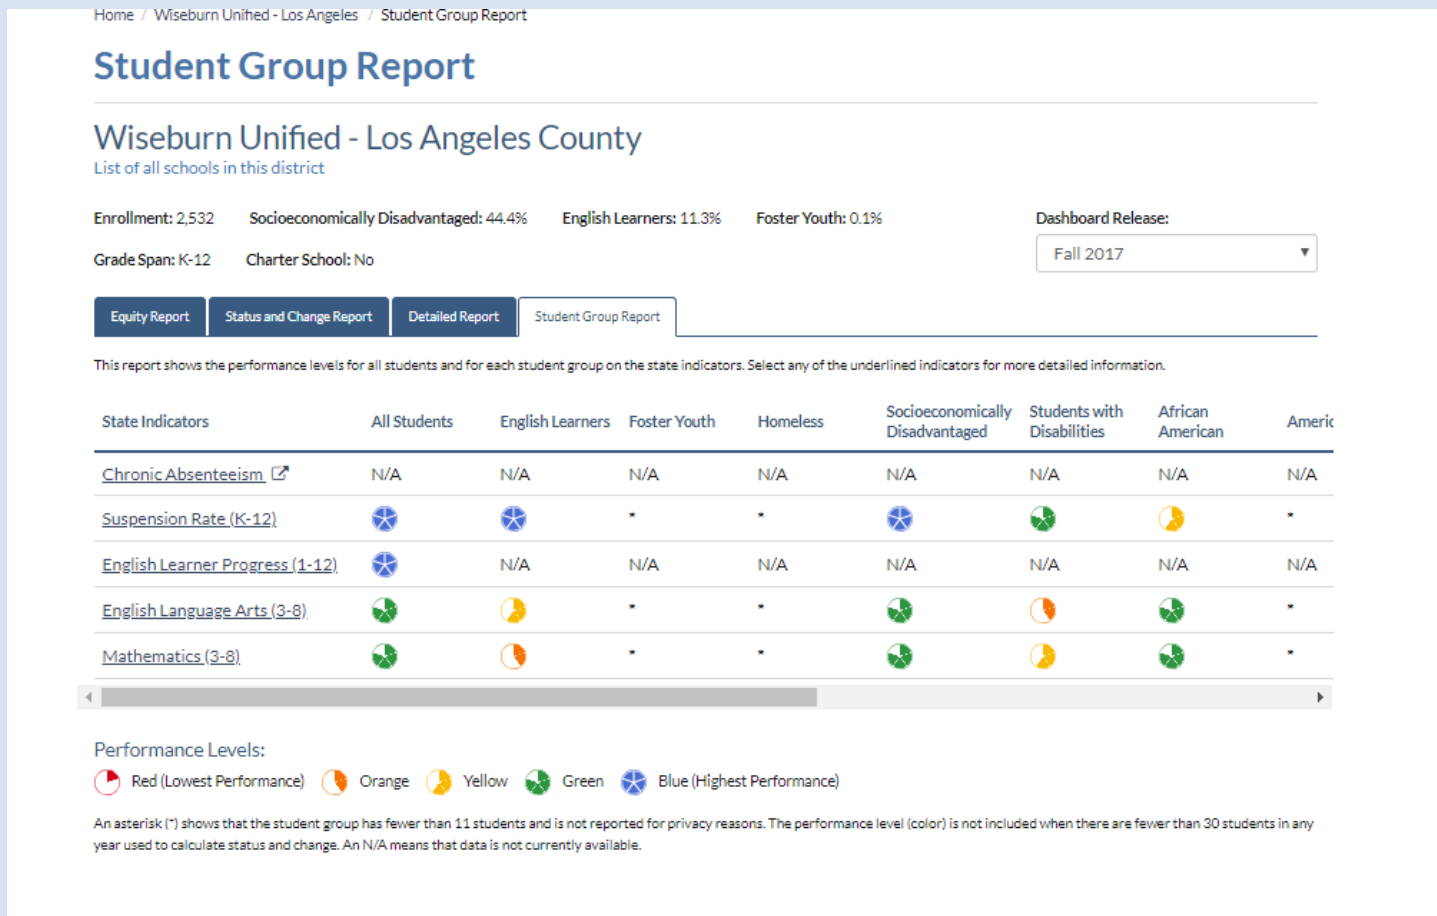 Home / Wiseburn Unified - Los Angeles / Student Group Report
Student Group Report
Wiseburn Unified - Los Angeles County
List of all schools in this district
Enrollment: 2,532 Socioeconomically Disadvantaged: 44.4% English Learners: 11.3% Foster Youth: 0.1% Dashboard Release:
Grade Span: K-12 Charter School: No Fall 2017
Equity Report Status and Change Report Detailed Report Student Group Report
This report shows the performance levels for all students and for each student group on the state indicators. Select any of the underlined indicators for more detailed information.
State Indicators All Students English Learners Foster Youth Homeless Socioeconomically Disadvantaged Students with Disabilities African American Americ
Chronic Absenteeism N/A N/A N/A N/A N/A N/A N/A N/A
Suspension Rate (K-12) * * *
English Learner Progress (1-12) N/A N/A N/A N/A N/A N/A N/A
English Language Arts (3-8) * * *
Mathematics (3-8) * * *
Performance Levels:
Red (Lowest Performance) Orange Yellow Green Blue (Highest Performance)
An asterisk (*) shows that the student group has fewer than 11 students and is not reported for privacy reasons. The performance level (color) is not included when there are fewer than 30 students in any
year used to calculate status and change. An N/A means that data is not currently available.